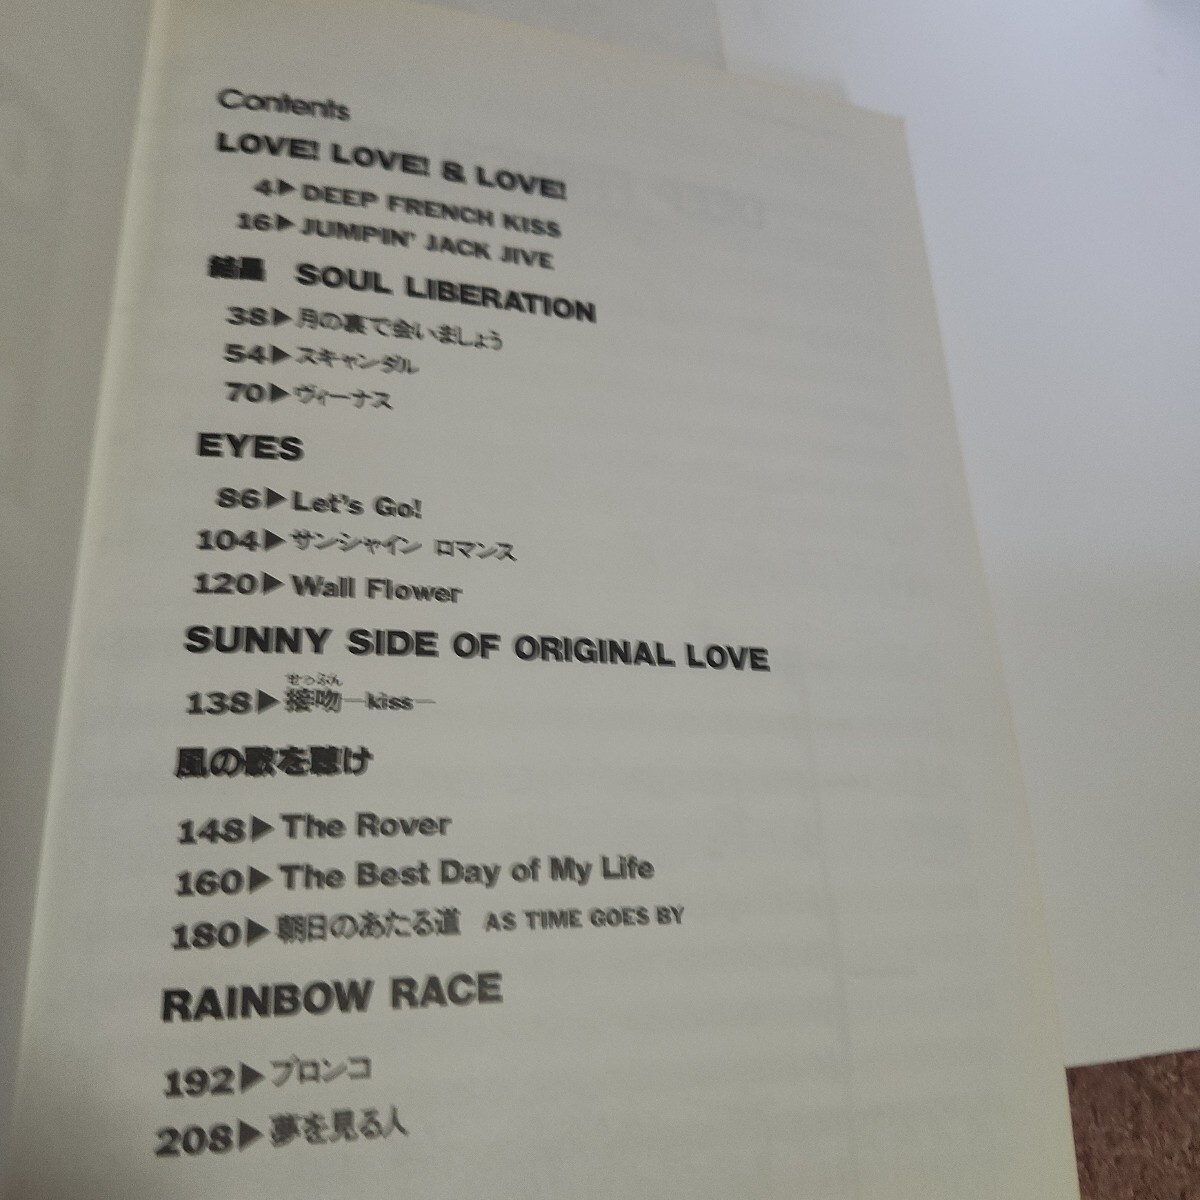 Contents
LOVE! LOVE! & LOVE!
4▶DEEP FRENCH KISS
16▶JUMPIN' JACK JIVE
結晶 SOUL LIBERATION
38▶月の裏で会いましょう
54▶スキャンダル
70▶ヴィーナス
EYES
86▶Let's Go!
104▶サンシャイン ロマンス
120▶Wall Flower
SUNNY SIDE OF ORIGINAL LOVE
せっぷん
138▶接吻—kiss—
風の歌を聴け
148▶The Rover
160▶The Best Day of My Life
180▶朝日のあたる道 AS TIME GOES BY
RAINBOW RACE
192▶ブロンコ
208▶夢を見る人